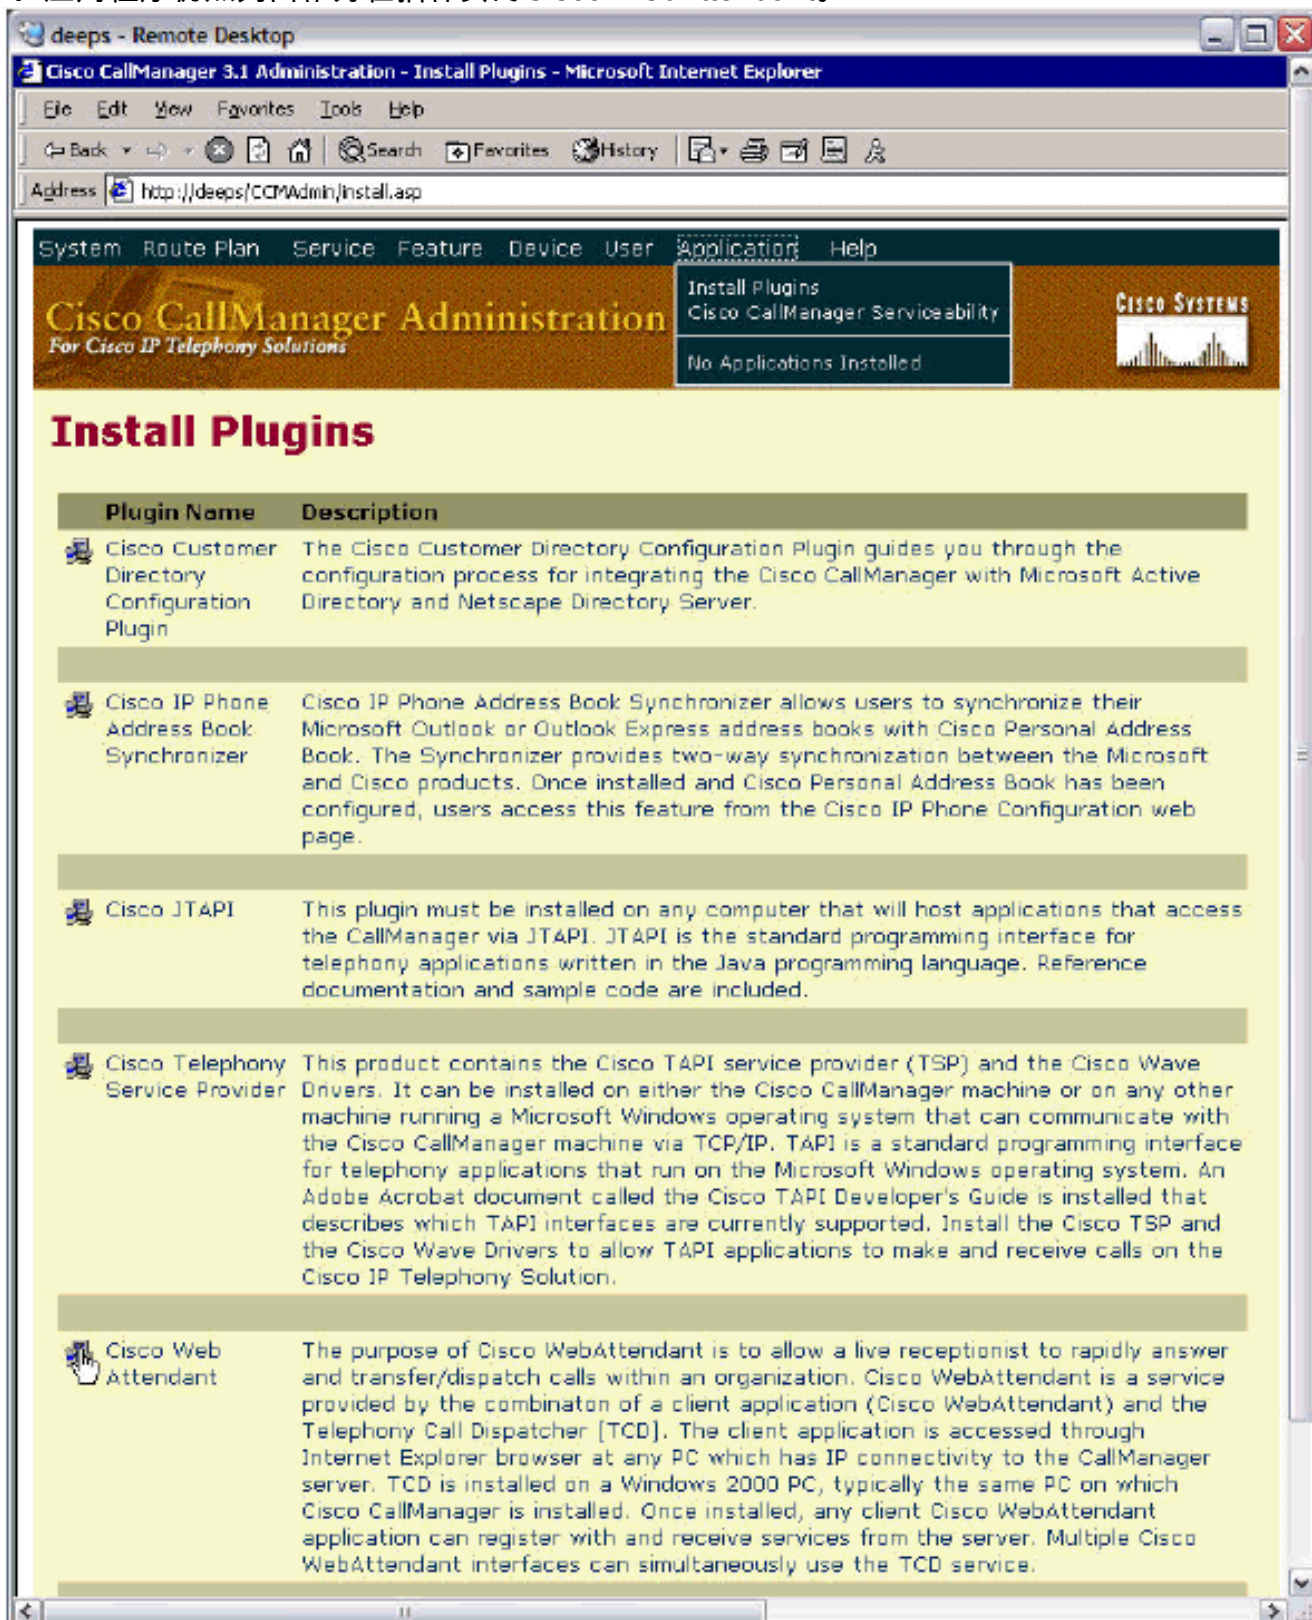 deeps - Remote Desktop
Cisco CallManager 3.1 Administration - Install Plugins - Microsoft Internet Explorer
File Edit View Favorites Tools Help
Back Search Favorites History
Address http://deeps/CCMAdmin/install.asp
System Route Plan Service Feature Device User Application Help
Install Plugins
Cisco CallManager Serviceability
No Applications Installed
Cisco CallManager Administration
For Cisco IP Telephony Solutions
CISCO SYSTEMS
Install Plugins
Plugin Name Description
Cisco Customer Directory Configuration Plugin
The Cisco Customer Directory Configuration Plugin guides you through the
configuration process for integrating the Cisco CallManager with Microsoft Active
Directory and Netscape Directory Server.
Cisco IP Phone Address Book Synchronizer
Cisco IP Phone Address Book Synchronizer allows users to synchronize their
Microsoft Outlook or Outlook Express address books with Cisco Personal Address
Book. The Synchronizer provides two-way synchronization between the Microsoft
and Cisco products. Once installed and Cisco Personal Address Book has been
configured, users access this feature from the Cisco IP Phone Configuration web
page.
Cisco JTAPI
This plugin must be installed on any computer that will host applications that access
the CallManager via JTAPI. JTAPI is the standard programming interface for
telephony applications written in the Java programming language. Reference
documentation and sample code are included.
Cisco Telephony Service Provider
This product contains the Cisco TAPI service provider (TSP) and the Cisco Wave
Drivers. It can be installed on either the Cisco CallManager machine or on any other
machine running a Microsoft Windows operating system that can communicate with
the Cisco CallManager machine via TCP/IP. TAPI is a standard programming interface
for telephony applications that run on the Microsoft Windows operating system. An
Adobe Acrobat document called the Cisco TAPI Developer's Guide is installed that
describes which TAPI interfaces are currently supported. Install the Cisco TSP and
the Cisco Wave Drivers to allow TAPI applications to make and receive calls on the
Cisco IP Telephony Solution.
Cisco Web Attendant
The purpose of Cisco WebAttendant is to allow a live receptionist to rapidly answer
and transfer/dispatch calls within an organization. Cisco WebAttendant is a service
provided by the combinaton of a client application (Cisco WebAttendant) and the
Telephony Call Dispatcher [TCD]. The client application is accessed through
Internet Explorer browser at any PC which has IP connectivity to the CallManager
server. TCD is installed on a Windows 2000 PC, typically the same PC on which
Cisco CallManager is installed. Once installed, any client Cisco WebAttendant
application can register with and receive services from the server. Multiple Cisco
WebAttendant interfaces can simultaneously use the TCD service.